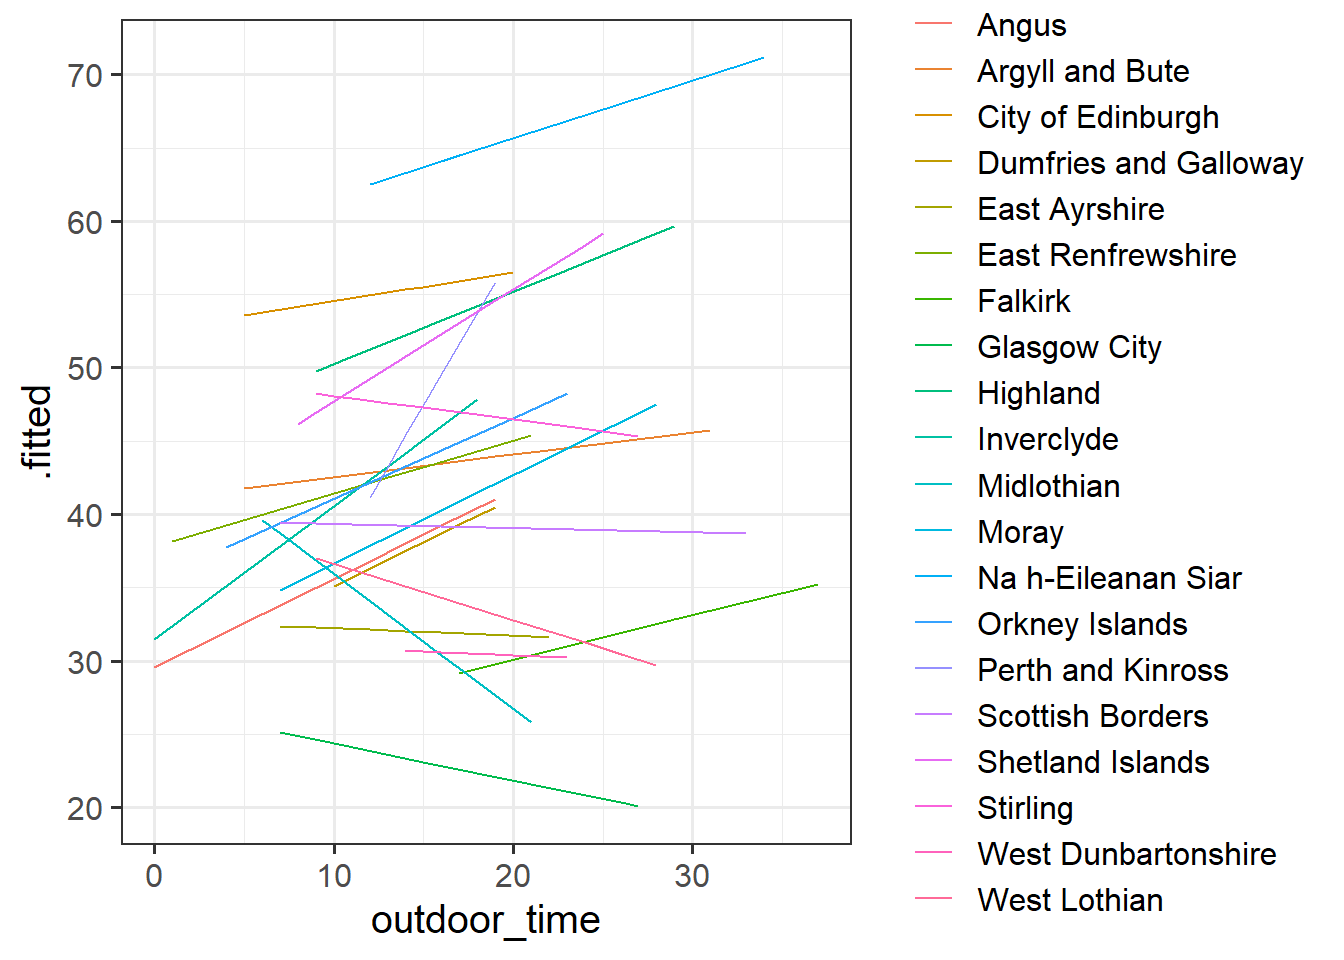 70
60
50
40
30
20
.fitted
0
10
20
30
outdoor_time
Angus
Argyll and Bute
City of Edinburgh
Dumfries and Galloway
East Ayrshire
East Renfrewshire
Falkirk
Glasgow City
Highland
Inverclyde
Midlothian
Moray
Na h-Eileanan Siar
Orkney Islands
Perth and Kinross
Scottish Borders
Shetland Islands
Stirling
West Dunbartonshire
West Lothian